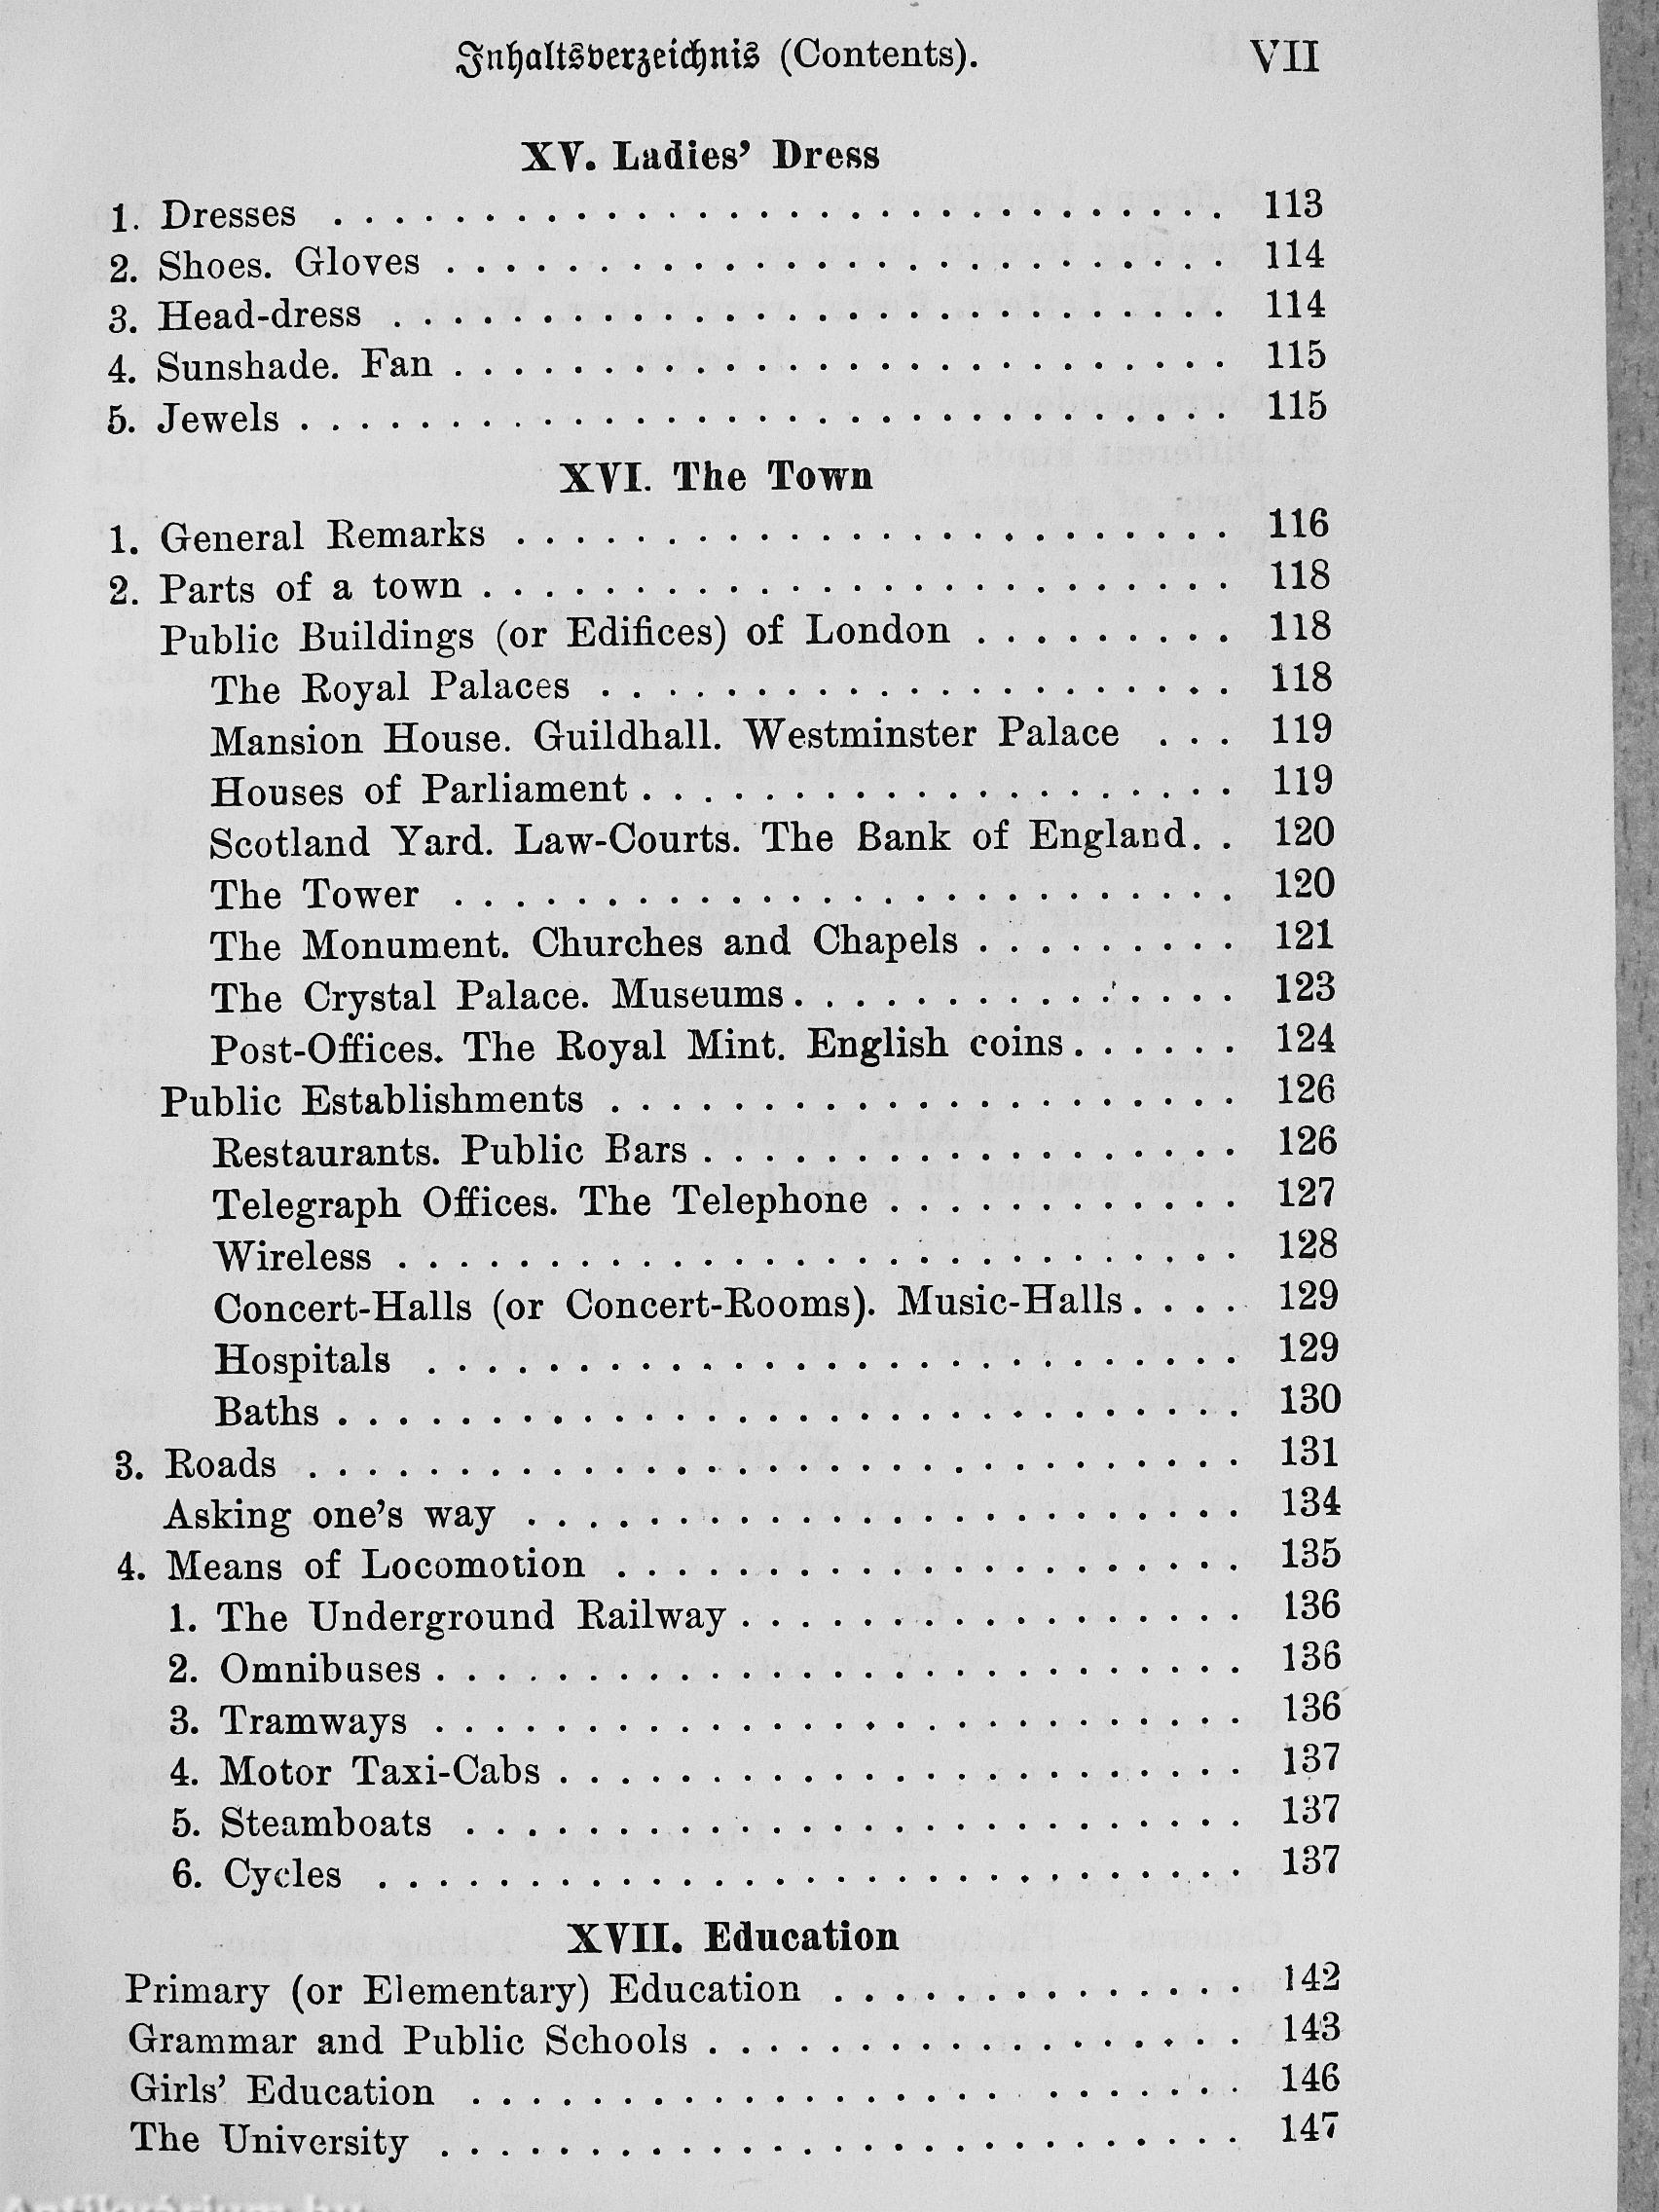 Inhaltsverzeichnis (Contents). VII
XV. Ladies’ Dress
1. Dresses . . . . . . . . . . . . . . . . . . . . . . . . . . . . . . 113
2. Shoes. Gloves . . . . . . . . . . . . . . . . . . . . . . . . . . 114
3. Head-dress . . . . . . . . . . . . . . . . . . . . . . . . . . . . 114
4. Sunshade. Fan . . . . . . . . . . . . . . . . . . . . . . . . . . 115
5. Jewels . . . . . . . . . . . . . . . . . . . . . . . . . . . . . . . 115
XVI. The Town
1. General Remarks . . . . . . . . . . . . . . . . . . . . . . . . 116
2. Parts of a town . . . . . . . . . . . . . . . . . . . . . . . . . 118
Public Buildings (or Edifices) of London . . . . . . . . . 118
The Royal Palaces . . . . . . . . . . . . . . . . . . . . . 118
Mansion House. Guildhall. Westminster Palace . . . 119
Houses of Parliament . . . . . . . . . . . . . . . . . . . . 119
Scotland Yard. Law-Courts. The Bank of England. . 120
The Tower . . . . . . . . . . . . . . . . . . . . . . . . . . 120
The Monument. Churches and Chapels . . . . . . . . . 121
The Crystal Palace. Museums . . . . . . . . . . . . . . . 123
Post-Offices. The Royal Mint. English coins . . . . . . 124
Public Establishments . . . . . . . . . . . . . . . . . . . . . 126
Restaurants. Public Bars . . . . . . . . . . . . . . . . . . 126
Telegraph Offices. The Telephone . . . . . . . . . . . . 127
Wireless . . . . . . . . . . . . . . . . . . . . . . . . . . . . 128
Concert-Halls (or Concert-Rooms). Music-Halls . . . . 129
Hospitals . . . . . . . . . . . . . . . . . . . . . . . . . . . 129
Baths . . . . . . . . . . . . . . . . . . . . . . . . . . . . . . 130
3. Roads . . . . . . . . . . . . . . . . . . . . . . . . . . . . . . . 131
Asking one’s way . . . . . . . . . . . . . . . . . . . . . . . . 134
4. Means of Locomotion . . . . . . . . . . . . . . . . . . . . . 135
1. The Underground Railway . . . . . . . . . . . . . . . . . 136
2. Omnibuses . . . . . . . . . . . . . . . . . . . . . . . . . . . 136
3. Tramways . . . . . . . . . . . . . . . . . . . . . . . . . . . 136
4. Motor Taxi-Cabs . . . . . . . . . . . . . . . . . . . . . . . 137
5. Steamboats . . . . . . . . . . . . . . . . . . . . . . . . . . 137
6. Cycles . . . . . . . . . . . . . . . . . . . . . . . . . . . . . 137
XVII. Education
Primary (or Elementary) Education . . . . . . . . . . . . . . 142
Grammar and Public Schools . . . . . . . . . . . . . . . . . . 143
Girls’ Education . . . . . . . . . . . . . . . . . . . . . . . . . . 146
The University . . . . . . . . . . . . . . . . . . . . . . . . . . . 147